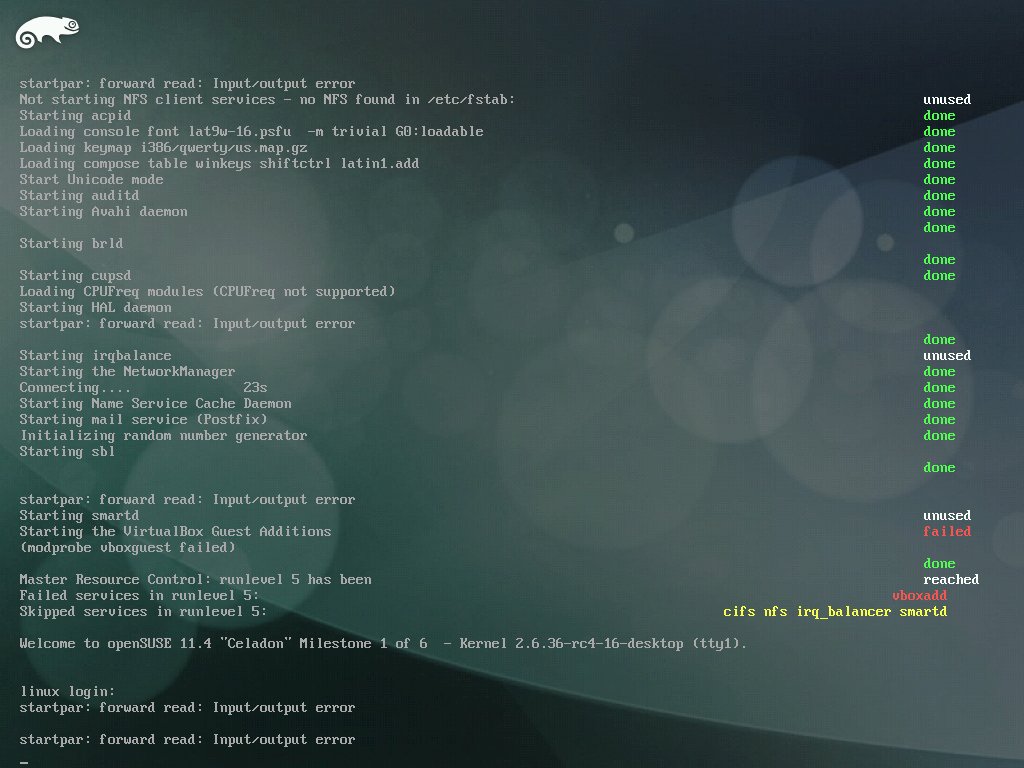 startpar: forward read: Input/output error
Not starting NFS client services - no NFS found in /etc/fstab: unused
Starting acpid done
Loading console font lat9w-16.psfu  -m trivial G0:loadable done
Loading keymap i386/qwerty/us.map.gz done
Loading compose table winkeys shiftctrl latin1.add done
Start Unicode mode done
Starting auditd done
Starting Avahi daemon done
done
Starting brld
done
Starting cupsd done
Loading CPUFreq modules (CPUFreq not supported)
Starting HAL daemon
startpar: forward read: Input/output error
done
Starting irqbalance unused
Starting the NetworkManager done
Connecting.... 23s done
Starting Name Service Cache Daemon done
Starting mail service (Postfix) done
Initializing random number generator done
Starting sbl
done
startpar: forward read: Input/output error
Starting smartd unused
Starting the VirtualBox Guest Additions failed
(modprobe vboxguest failed)
done
Master Resource Control: runlevel 5 has been reached
Failed services in runlevel 5: vboxadd
Skipped services in runlevel 5: cifs nfs irq_balancer smartd
Welcome to openSUSE 11.4 "Celadon" Milestone 1 of 6  - Kernel 2.6.36-rc4-16-desktop (tty1).
linux login:
startpar: forward read: Input/output error
startpar: forward read: Input/output error